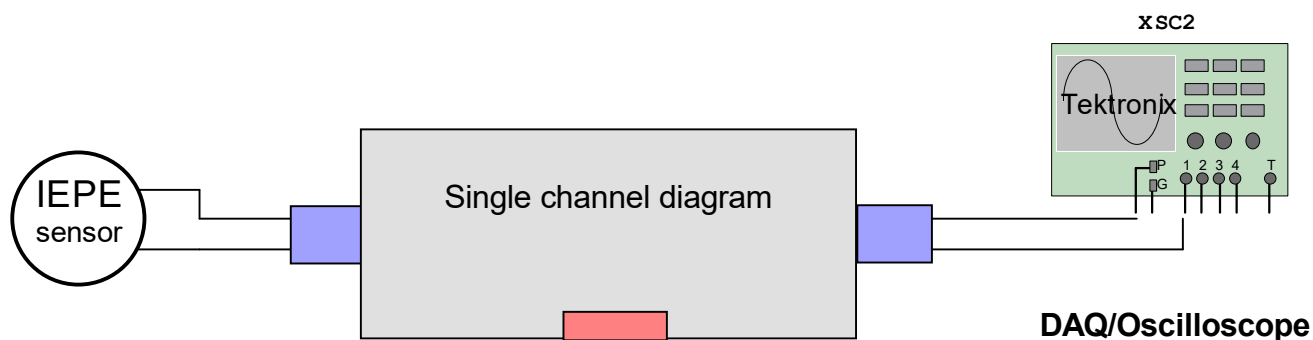 XSC2
Tektronix
P 1 2 3 4 T
G
IEPE
sensor
Single channel diagram
DAQ/Oscilloscope